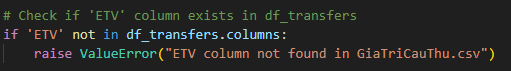 # Check if 'ETV' column exists in df_transfers
if 'ETV' not in df_transfers.columns:
    raise ValueError("ETV column not found in GiaTriCauThu.csv")